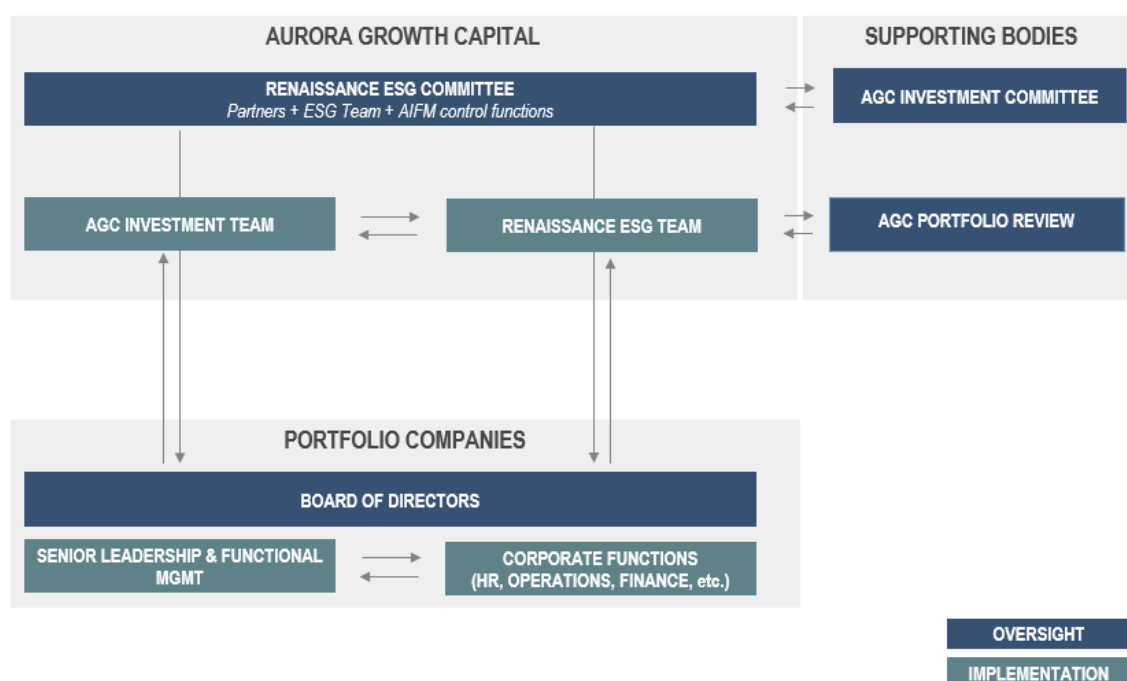 AURORA GROWTH CAPITAL
SUPPORTING BODIES
RENAISSANCE ESG COMMITTEE
Partners + ESG Team + AIFM control functions
AGC INVESTMENT COMMITTEE
AGC INVESTMENT TEAM
RENAISSANCE ESG TEAM
AGC PORTFOLIO REVIEW
PORTFOLIO COMPANIES
BOARD OF DIRECTORS
SENIOR LEADERSHIP & FUNCTIONAL
MGMT
CORPORATE FUNCTIONS
(HR, OPERATIONS, FINANCE, etc.)
OVERSIGHT
IMPLEMENTATION